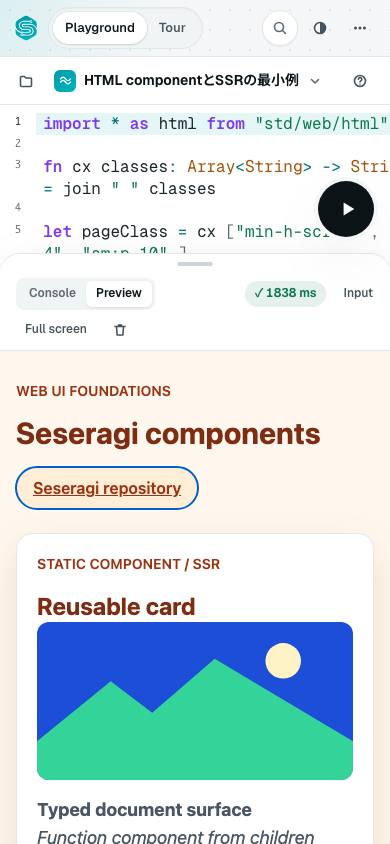 Playground Tour
HTML componentとSSRの最小例
1 import * as html from "std/web/html"
2
3 fn cx classes: Array<String> -> Stri
= join " " classes
4
5 let pageClass = cx ["min-h-scr ,
4", "sm:p-10" ]
Console Preview ✓ 1838 ms Input
Full screen
WEB UI FOUNDATIONS
Seseragi components
Seseragi repository
STATIC COMPONENT / SSR
Reusable card
Typed document surface
Function component from children